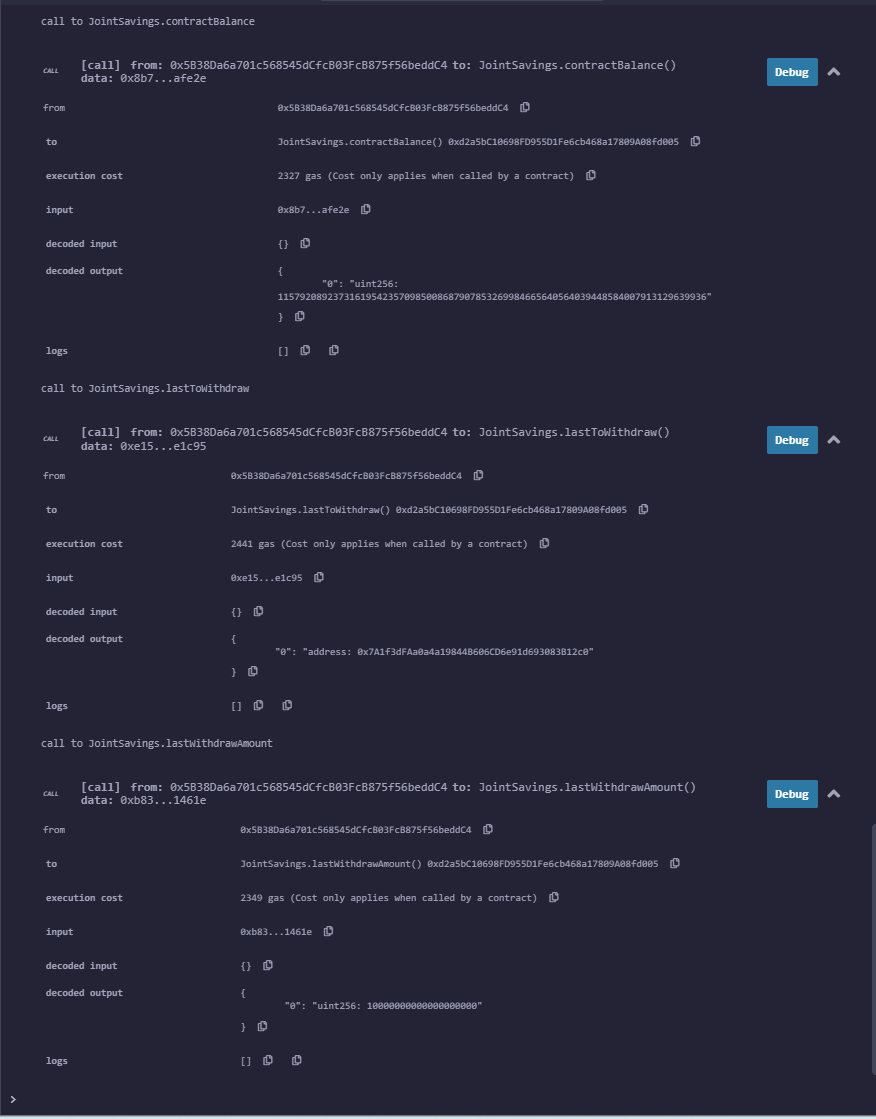 call to JointSavings.contractBalance
CALL
[call] from: 0x5B38Da6a701c568545dCfcB03FcB875f56beddC4 to: JointSavings.contractBalance()
data: 0x8b7...afe2e
Debug
from 0x5B38Da6a701c568545dCfcB03FcB875f56beddC4
to JointSavings.contractBalance() 0xd2a5bC10698FD955D1Fe6cb468a17809A08fd005
execution cost 2327 gas (Cost only applies when called by a contract)
input 0x8b7...afe2e
decoded input {}
decoded output {
"0": "uint256:
115792089237316195423570985008687907853269984665640564039448584007913129639936"
}
logs []
call to JointSavings.lastToWithdraw
CALL
[call] from: 0x5B38Da6a701c568545dCfcB03FcB875f56beddC4 to: JointSavings.lastToWithdraw()
data: 0xe15...e1c95
Debug
from 0x5B38Da6a701c568545dCfcB03FcB875f56beddC4
to JointSavings.lastToWithdraw() 0xd2a5bC10698FD955D1Fe6cb468a17809A08fd005
execution cost 2441 gas (Cost only applies when called by a contract)
input 0xe15...e1c95
decoded input {}
decoded output {
"0": "address: 0x7A1f3dFAa0a4a19844B606CD6e91d693083B12c0"
}
logs []
call to JointSavings.lastWithdrawAmount
CALL
[call] from: 0x5B38Da6a701c568545dCfcB03FcB875f56beddC4 to: JointSavings.lastWithdrawAmount()
data: 0xb83...1461e
Debug
from 0x5B38Da6a701c568545dCfcB03FcB875f56beddC4
to JointSavings.lastWithdrawAmount() 0xd2a5bC10698FD955D1Fe6cb468a17809A08fd005
execution cost 2349 gas (Cost only applies when called by a contract)
input 0xb83...1461e
decoded input {}
decoded output {
"0": "uint256: 10000000000000000000"
}
logs []
>